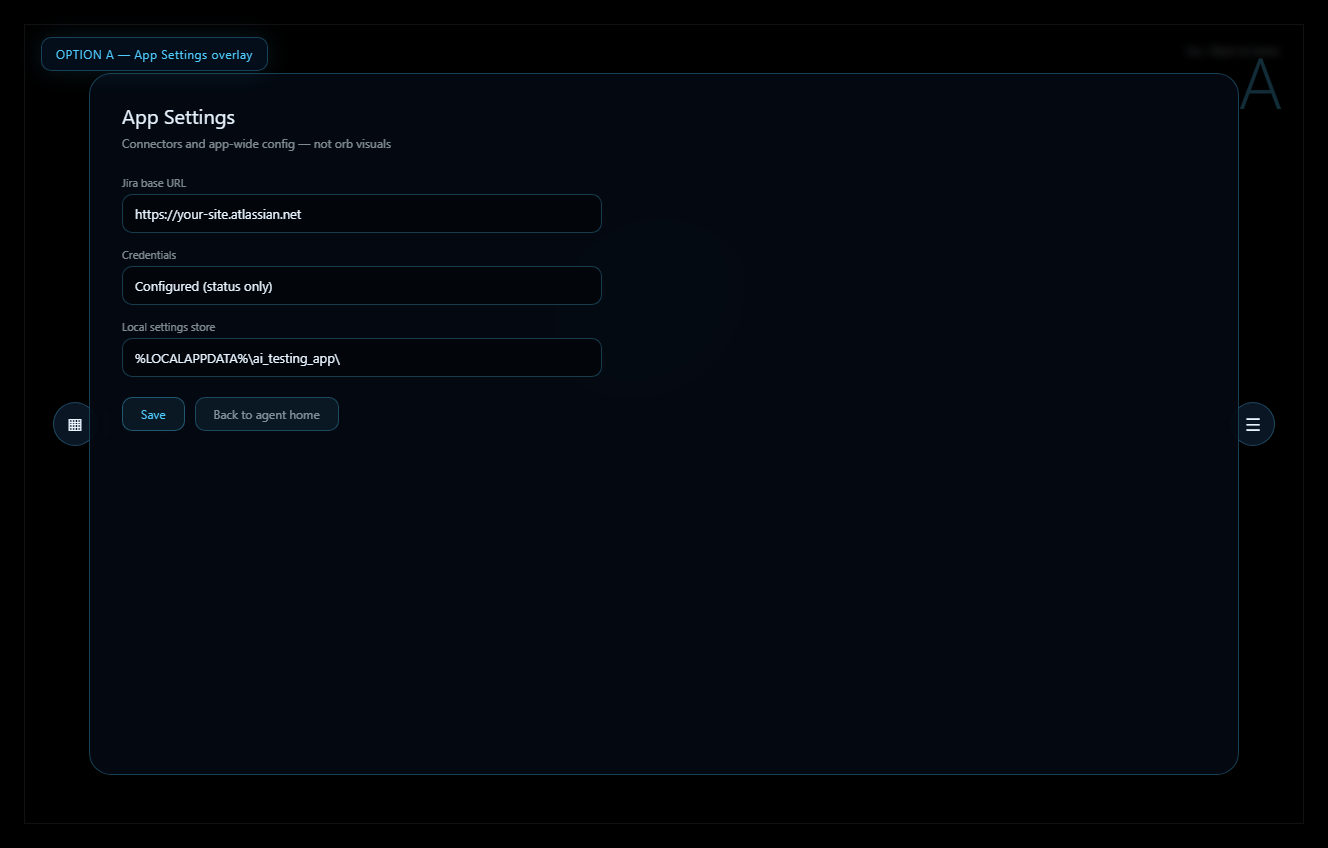 OPTION A — App Settings overlay
A
App Settings
Connectors and app-wide config — not orb visuals
Jira base URL
https://your-site.atlassian.net
Credentials
Configured (status only)
Local settings store
%LOCALAPPDATA%\ai_testing_app\
Save
Back to agent home